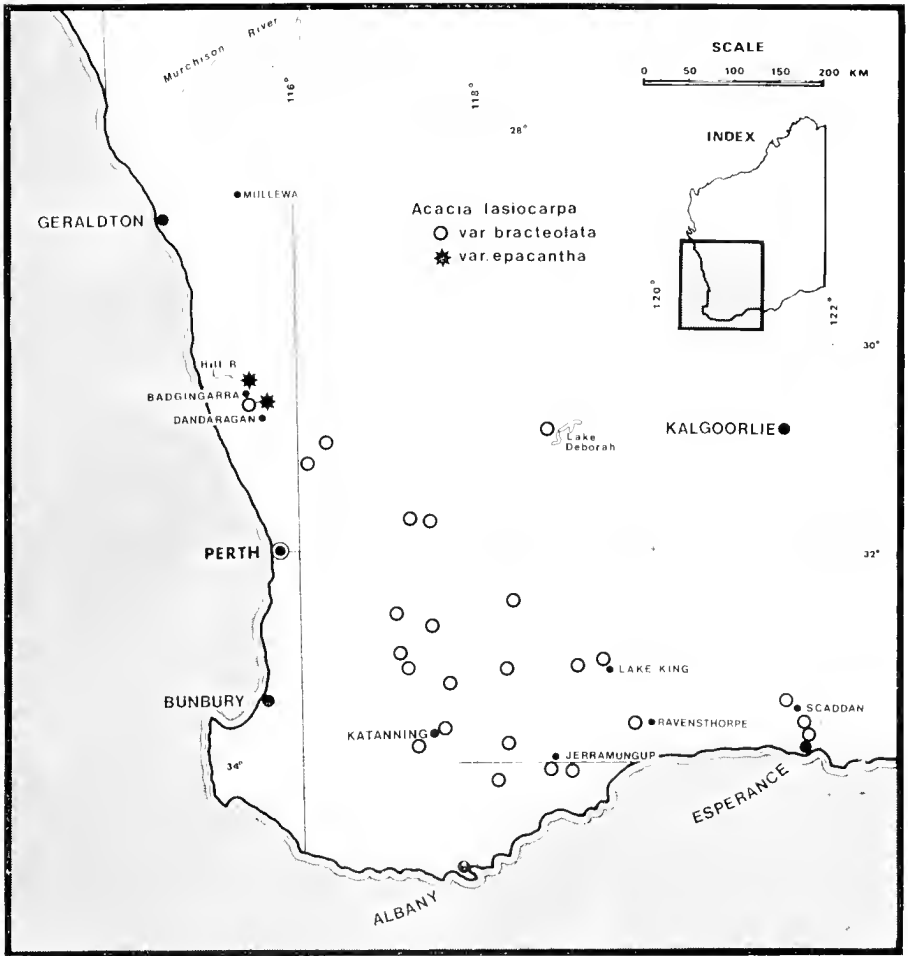 Murchison River
SCALE
0 50 100 150 200 KM
116°
118°
28°
INDEX
MULLEWA
GERALDTON
Acacia lasiocarpa
var bracteolata
var. epacantha
120°
122°
30°
Hill R
BADGINGARRA
DANDARAGAN
KALGOORLIE
Lake
Deborah
PERTH
32°
LAKE KING
BUNBURY
SCADDAN
RAVENSTHORPE
KATANNING
JERRAMUNGUP
34°
ESPERANCE
ALBANY